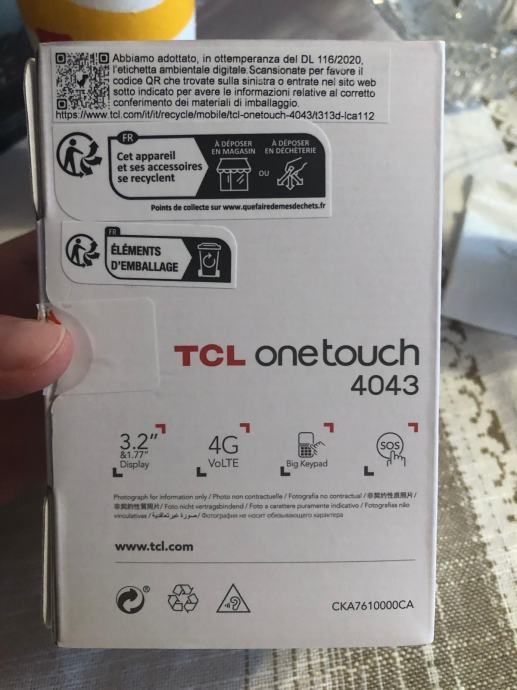 Abbiamo adottato, in ottemperanza del DL 116/2020,
l'etichetta ambientale digitale.Scansionate per favore il
codice QR che trovate sulla sinistra o entrate nel sito web
sotto indicato per avere le informazioni relative al corretto
conferimento dei materiali di imballaggio.
https://www.tcl.com/it/it/recycle/mobile/tcl-onetouch-4043/t313d-lca112
FR
Cet appareil
et ses accessoires
se recyclent
À DÉPOSER
EN MAGASIN
OU
À DÉPOSER
EN DÉCHÈTERIE
Points de collecte sur www.quefairedemesdechets.fr
FR
ÉLÉMENTS
D'EMBALLAGE
TCL onetouch
4043
3.2"
&1.77"
Display
4G
VoLTE
Big Keypad
SOS
Photograph for information only / Photo non contractuelle / Fotografía no contractual /非契约性质照片/
非契約性質照片/ Foto nicht vertragsbindend / Foto a carattere puramente indicativo / Fotografias não
vinculativas / صورة غير تعاقدية / Фотография не носит обязывающего характера
www.tcl.com
®
CKA7610000CA